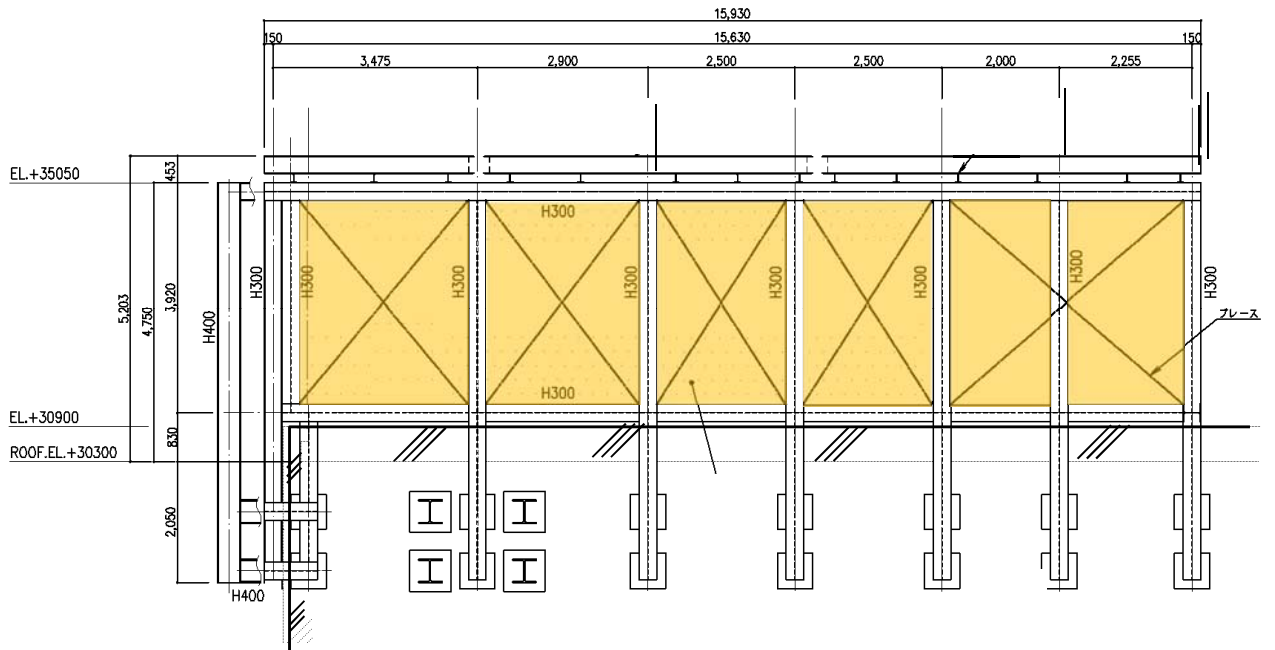 15,930
150 15,630 150
3,475 2,900 2,500 2,500 2,000 2,255
EL.+35050
453
H300
H300 H300 H300 H300 H300 H300 H300
5,203
4,750
3,920
H400
ブレース
H300
EL.+30900
830
ROOF.EL.+30300
2,050
H400